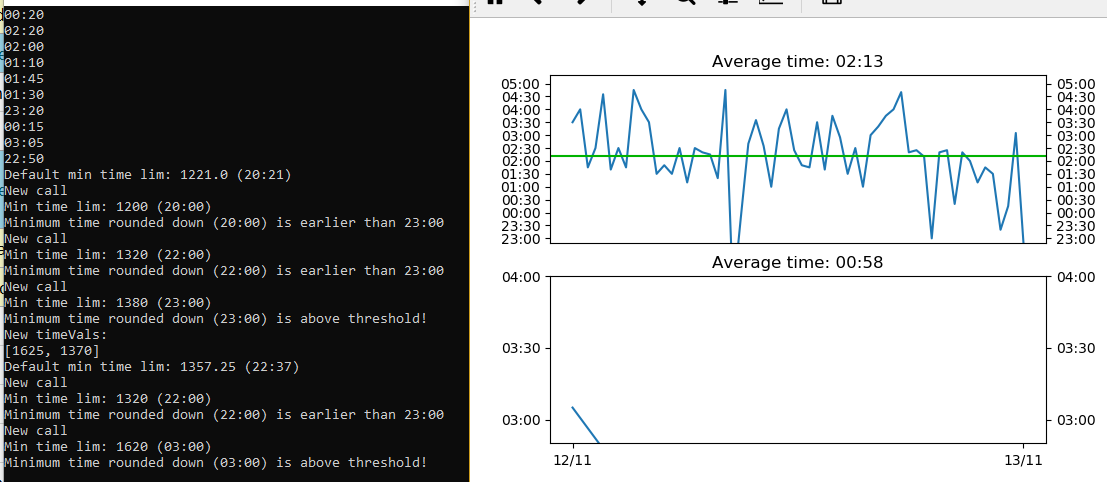 00:20
02:20
02:00
01:10
01:45
01:30
23:20
00:15
03:05
22:50
Default min time lim: 1221.0 (20:21)
New call
Min time lim: 1200 (20:00)
Minimum time rounded down (20:00) is earlier than 23:00
New call
Min time lim: 1320 (22:00)
Minimum time rounded down (22:00) is earlier than 23:00
New call
Min time lim: 1380 (23:00)
Minimum time rounded down (23:00) is above threshold!
New timeVals:
[1625, 1370]
Default min time lim: 1357.25 (22:37)
New call
Min time lim: 1320 (22:00)
Minimum time rounded down (22:00) is earlier than 23:00
New call
Min time lim: 1620 (03:00)
Minimum time rounded down (03:00) is above threshold!
Average time: 02:13
05:00 05:00
04:30 04:30
04:00 04:00
03:30 03:30
03:00 03:00
02:30 02:30
02:00 02:00
01:30 01:30
01:00 01:00
00:30 00:30
00:00 00:00
23:30 23:30
23:00 23:00
Average time: 00:58
04:00 04:00
03:30 03:30
03:00 03:00
12/11 13/11